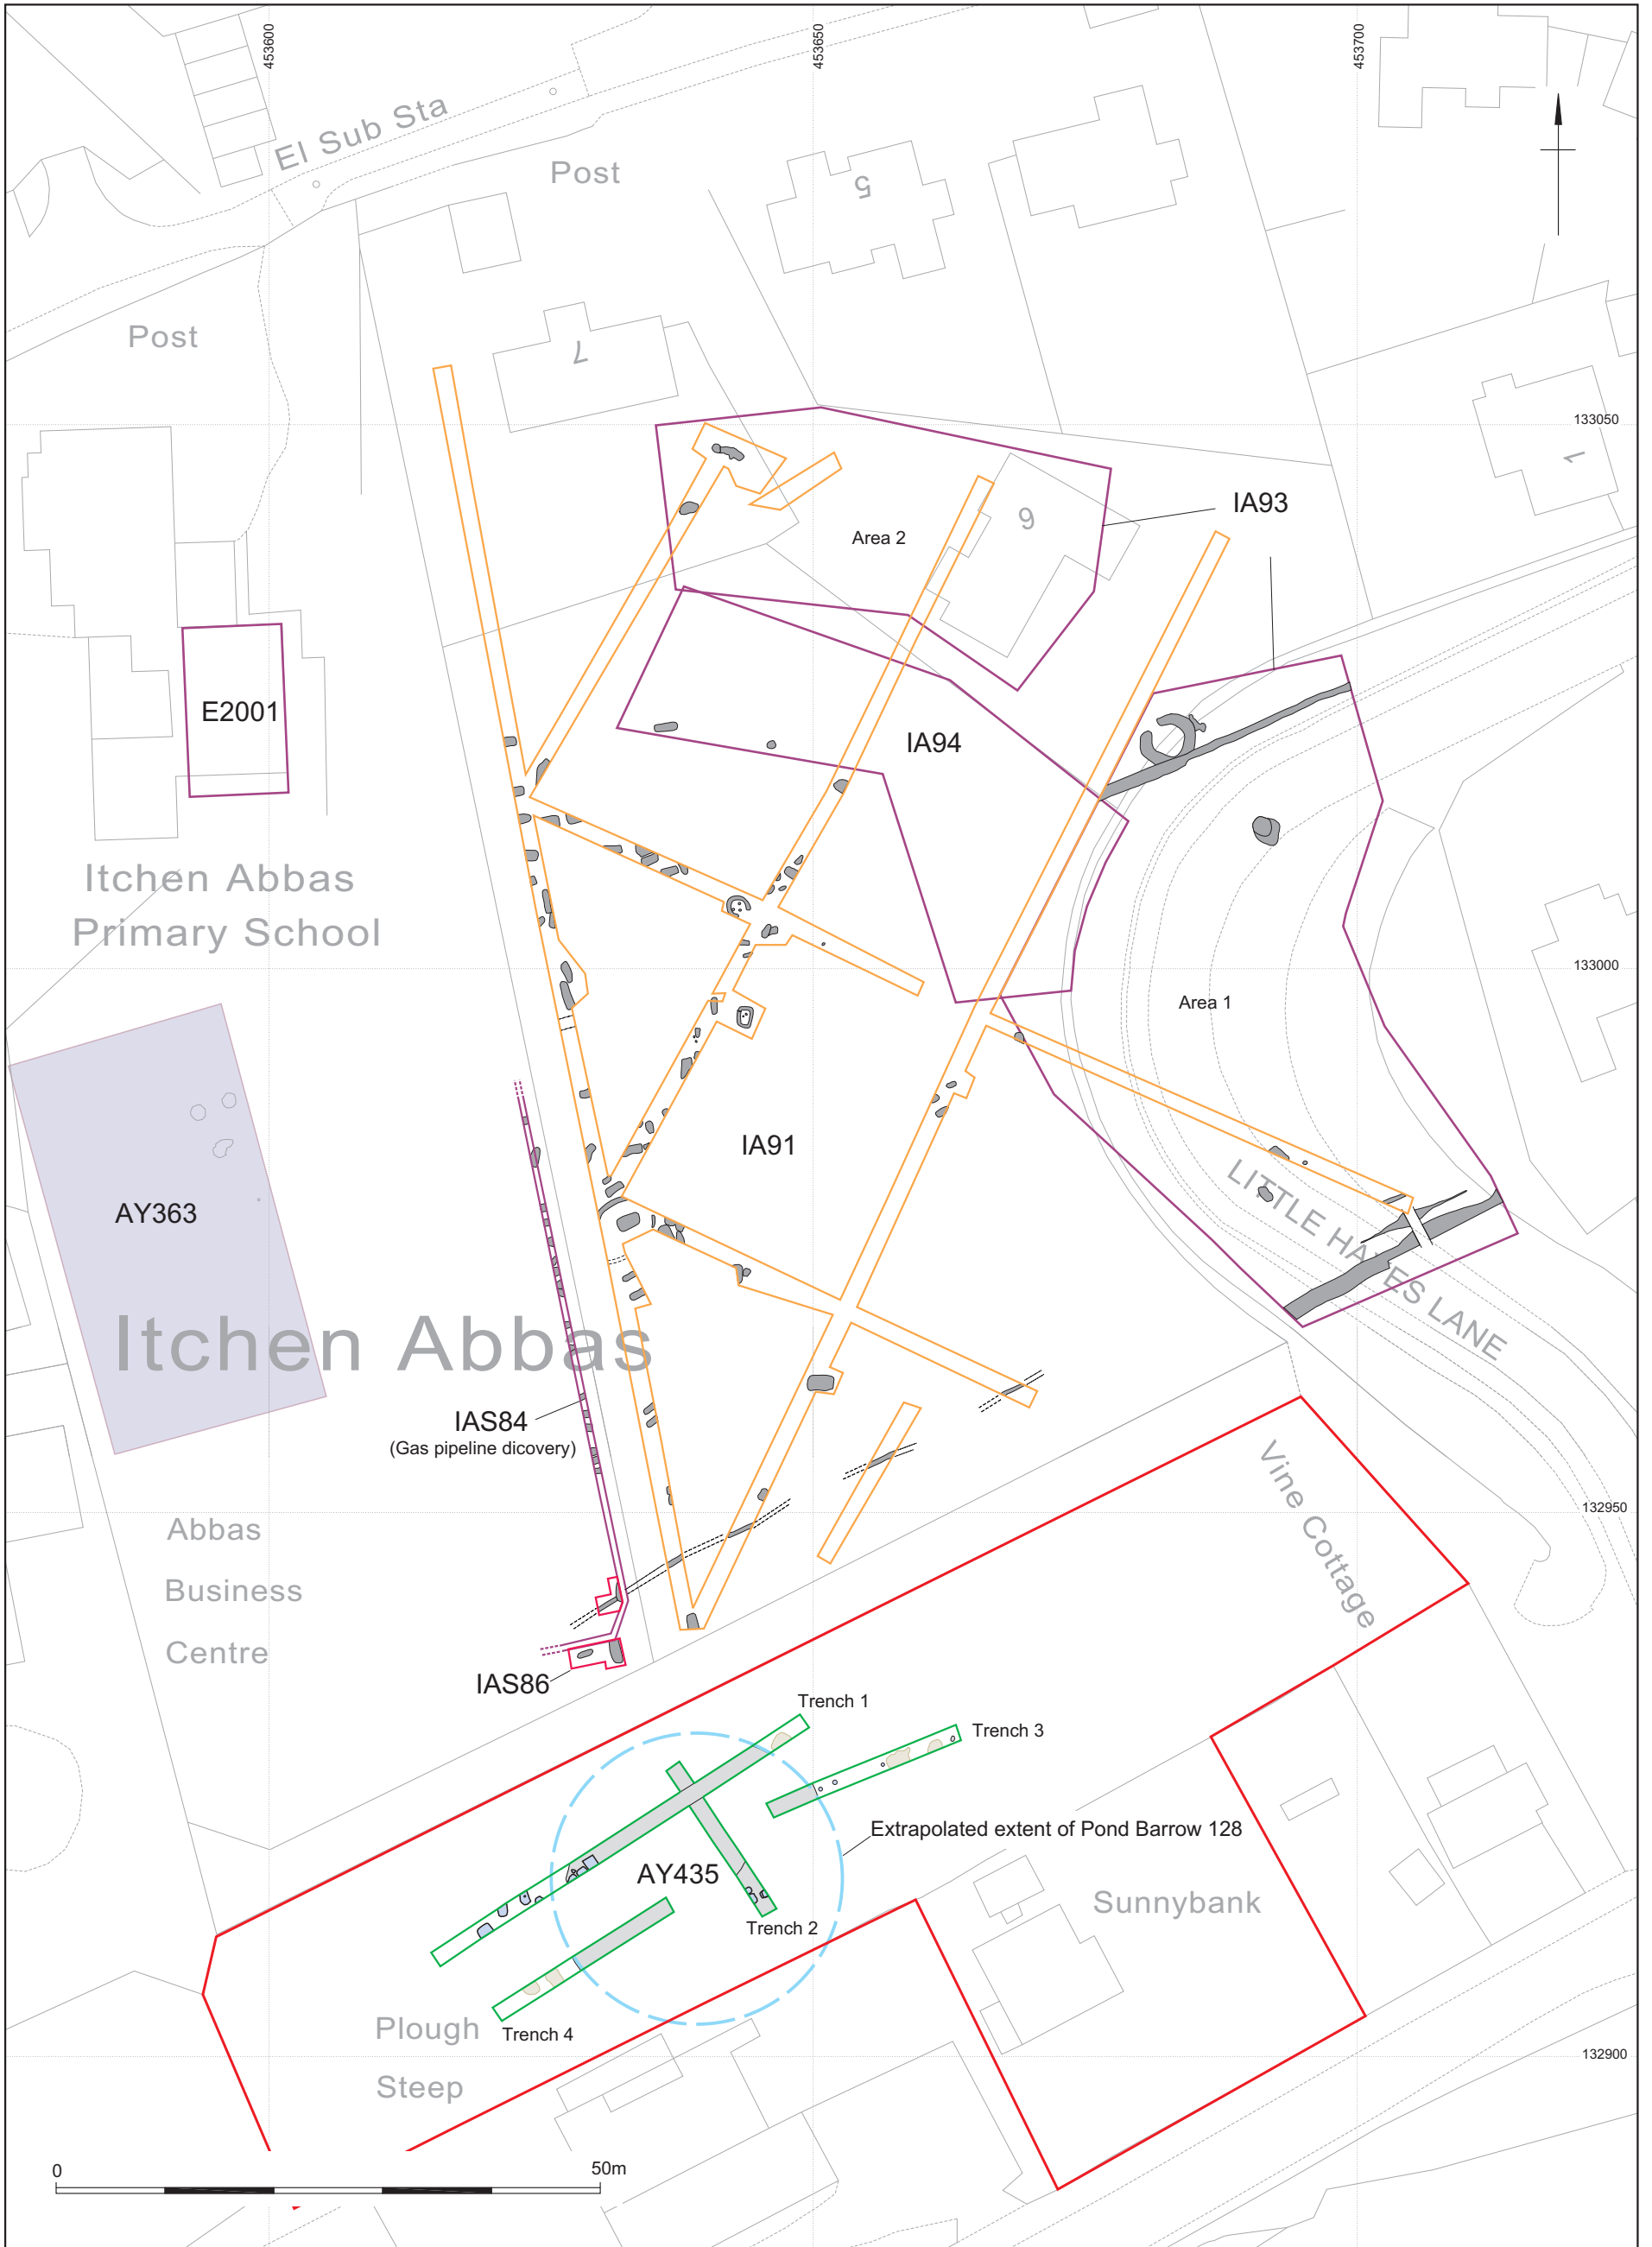 453600
453650
453700
El Sub Sta
Post
5
Post
7
133050
1
IA93
6
Area 2
E2001
IA94
Itchen Abbas
Primary School
133000
Area 1
IA91
AY363
LITTLE HAYES LANE
Itchen Abbas
IAS84
(Gas pipeline dicovery)
Vine Cottage
132950
Abbas
Business
Centre
IAS86
Trench 1
Trench 3
Extrapolated extent of Pond Barrow 128
AY435
Sunnybank
Trench 2
Plough
Steep
Trench 4
132900
0
50m